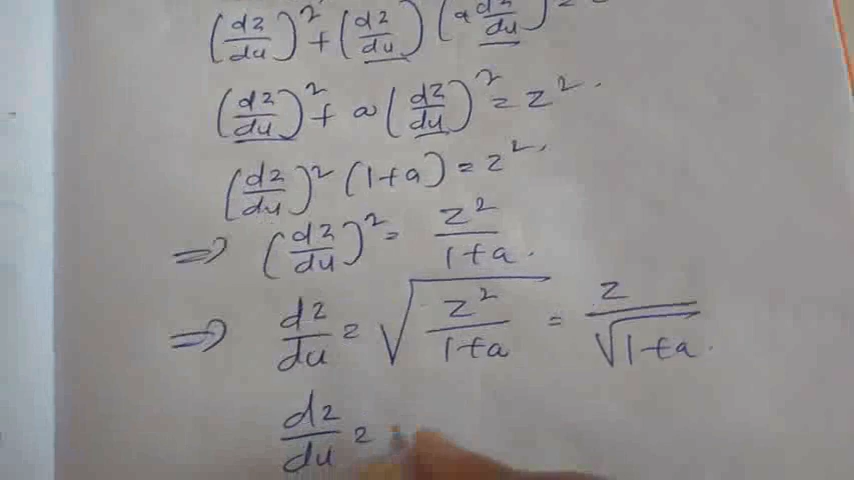 (dz/du)² + (dz/du) (a dz/du) =
(dz/du)² + a (dz/du)² = z².
(dz/du)² (1+a) = z².
⇒ (dz/du)² = z²/1+a.
⇒ dz/du = √(z²/1+a) = z/√(1+a).
dz/du =